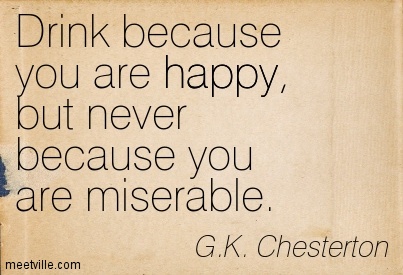 Drink because
you are happy,
but never
because you
are miserable.
G.K. Chesterton
meetville.com